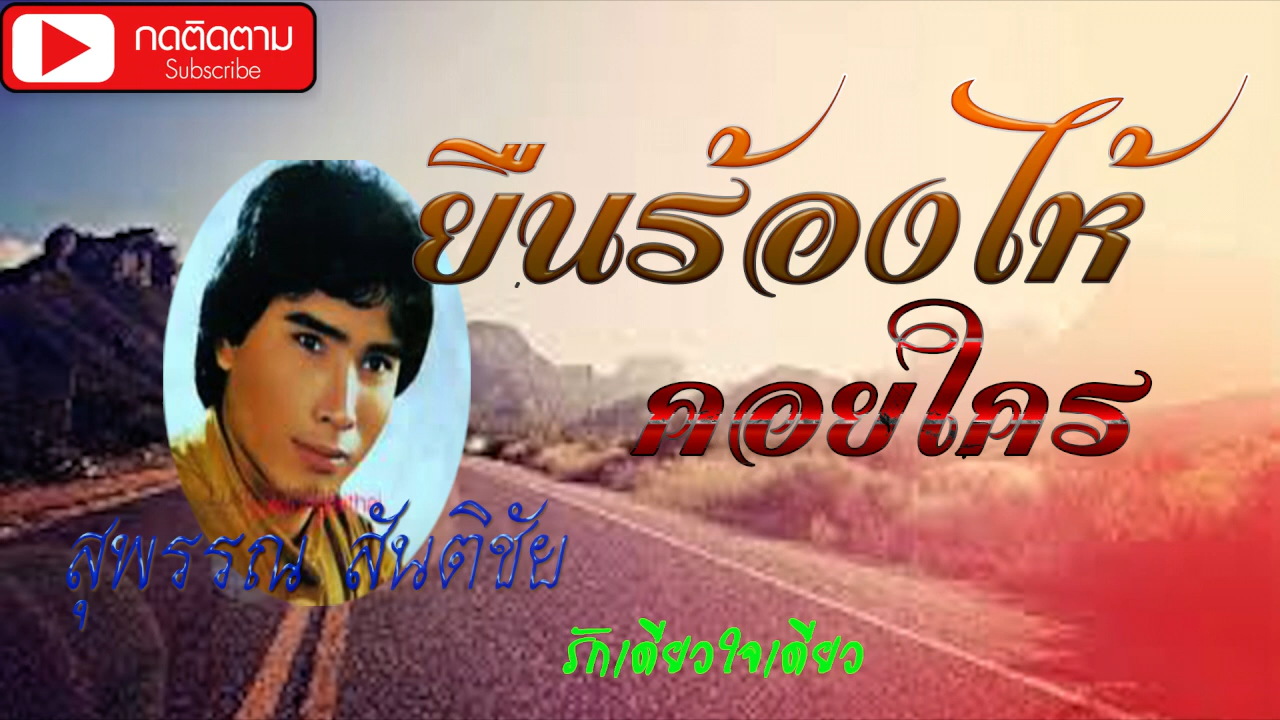 กดติดตาม
Subscribe
ยืนร้องไห้
คอยใคร
สุพรรณ สันติชัย
รักเดียวใจเดียว